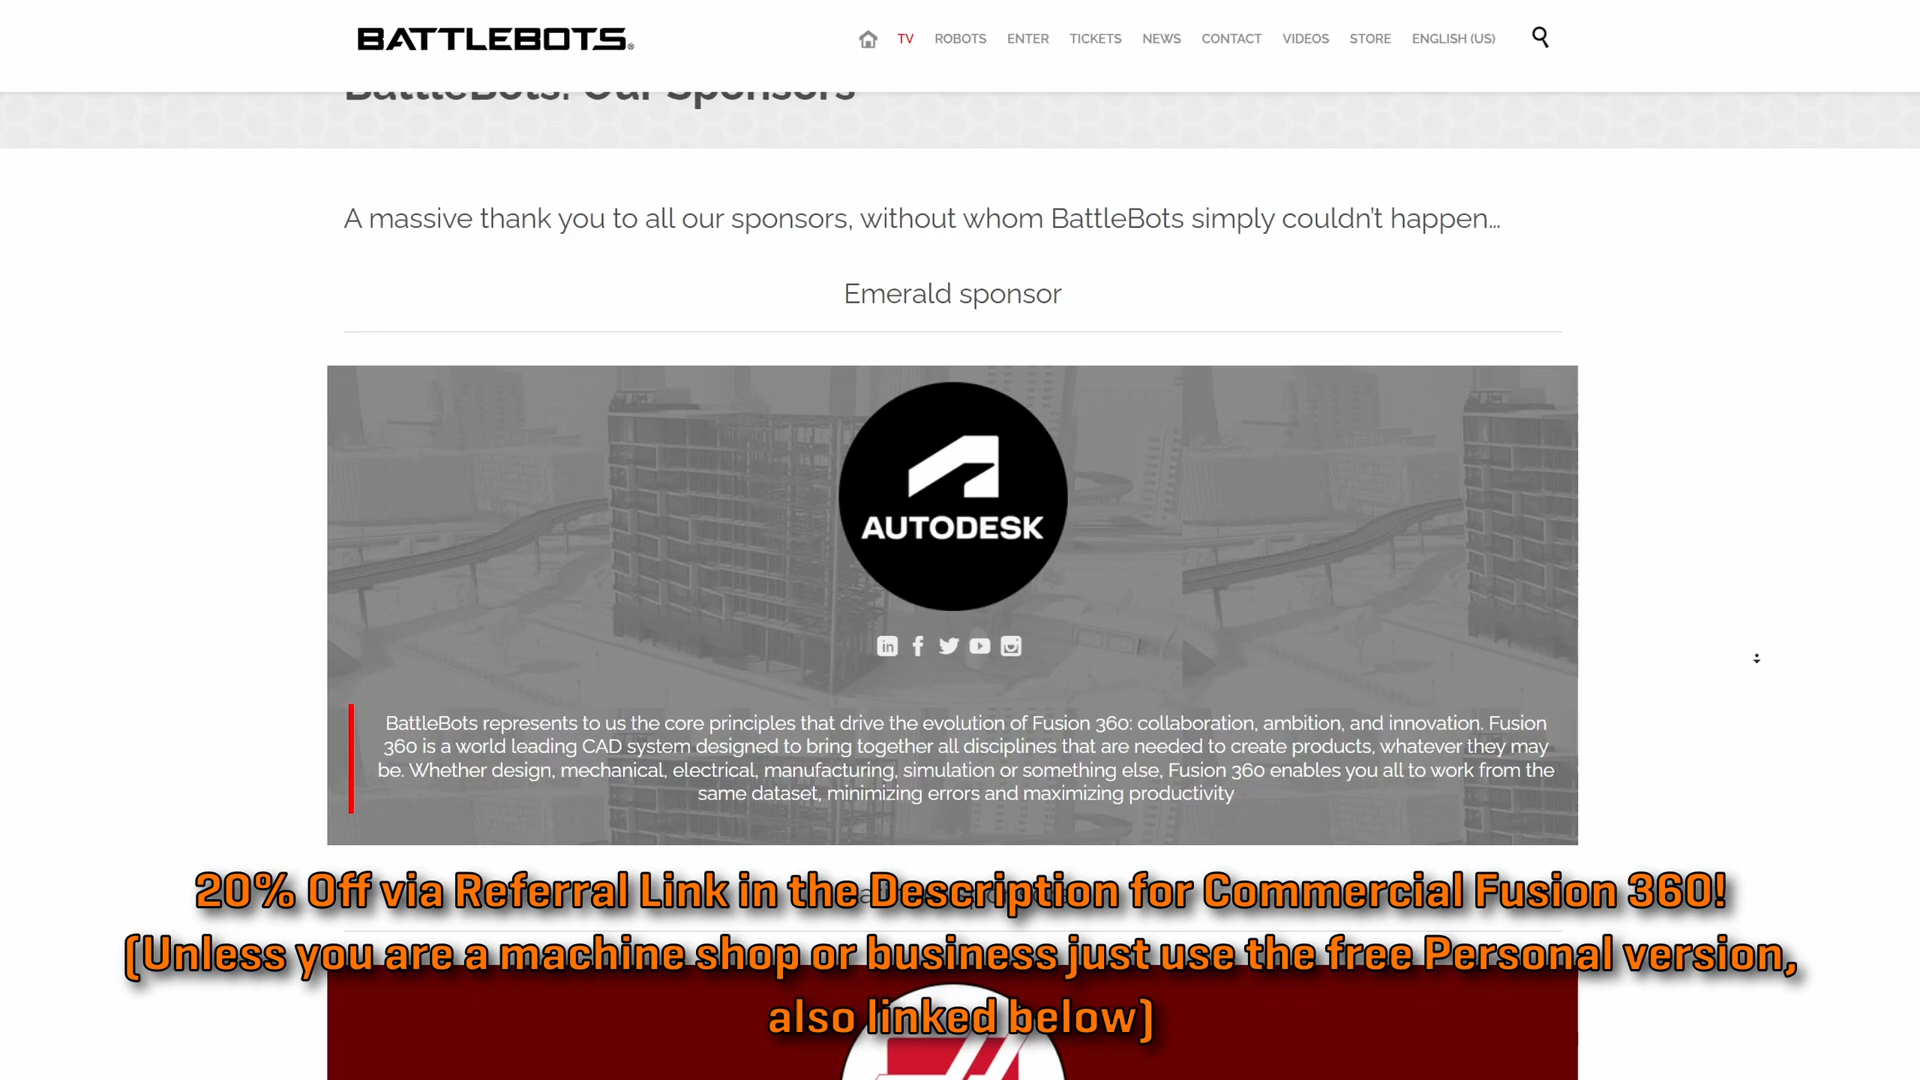 BATTLEBOTS®
TV ROBOTS ENTER TICKETS NEWS CONTACT VIDEOS STORE ENGLISH (US)
BattleBots: Our Sponsors
A massive thank you to all our sponsors, without whom BattleBots simply couldn't happen...
Emerald sponsor
AUTODESK
BattleBots represents to us the core principles that drive the evolution of Fusion 360: collaboration, ambition, and innovation. Fusion
360 is a world leading CAD system designed to bring together all disciplines that are needed to create products, whatever they may
be. Whether design, mechanical, electrical, manufacturing, simulation or something else, Fusion 360 enables you all to work from the
same dataset, minimizing errors and maximizing productivity
20% Off via Referral Link in the Description for Commercial Fusion 360!
(Unless you are a machine shop or business just use the free Personal version,
also linked below)